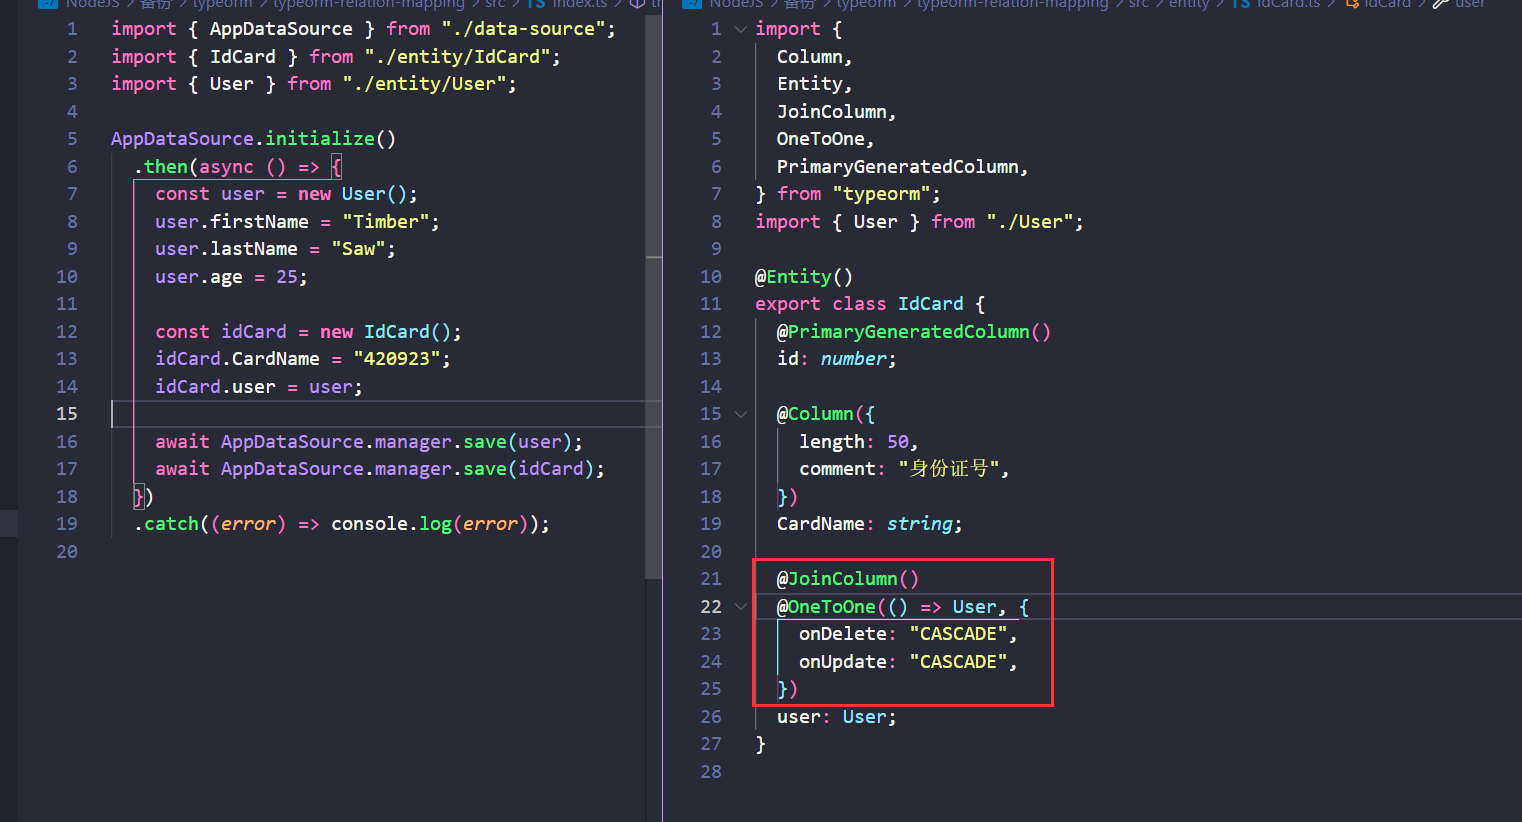 NodeJS > 备份 > typeorm > typeorm-relation-mapping > src > TS index.ts >
1 import { AppDataSource } from "./data-source";
2 import { IdCard } from "./entity/IdCard";
3 import { User } from "./entity/User";
4
5 AppDataSource.initialize()
6 .then(async () => {
7 const user = new User();
8 user.firstName = "Timber";
9 user.lastName = "Saw";
10 user.age = 25;
11
12 const idCard = new IdCard();
13 idCard.CardName = "420923";
14 idCard.user = user;
15
16 await AppDataSource.manager.save(user);
17 await AppDataSource.manager.save(idCard);
18 })
19 .catch((error) => console.log(error));
20
NodeJS > 备份 > typeorm > typeorm-relation-mapping > src > entity > TS IdCard.ts > IdCard > user
1 import {
2 Column,
3 Entity,
4 JoinColumn,
5 OneToOne,
6 PrimaryGeneratedColumn,
7 } from "typeorm";
8 import { User } from "./User";
9
10 @Entity()
11 export class IdCard {
12 @PrimaryGeneratedColumn()
13 id: number;
14
15 @Column({
16 length: 50,
17 comment: "身份证号",
18 })
19 CardName: string;
20
21 @JoinColumn()
22 @OneToOne(() => User, {
23 onDelete: "CASCADE",
24 onUpdate: "CASCADE",
25 })
26 user: User;
27 }
28